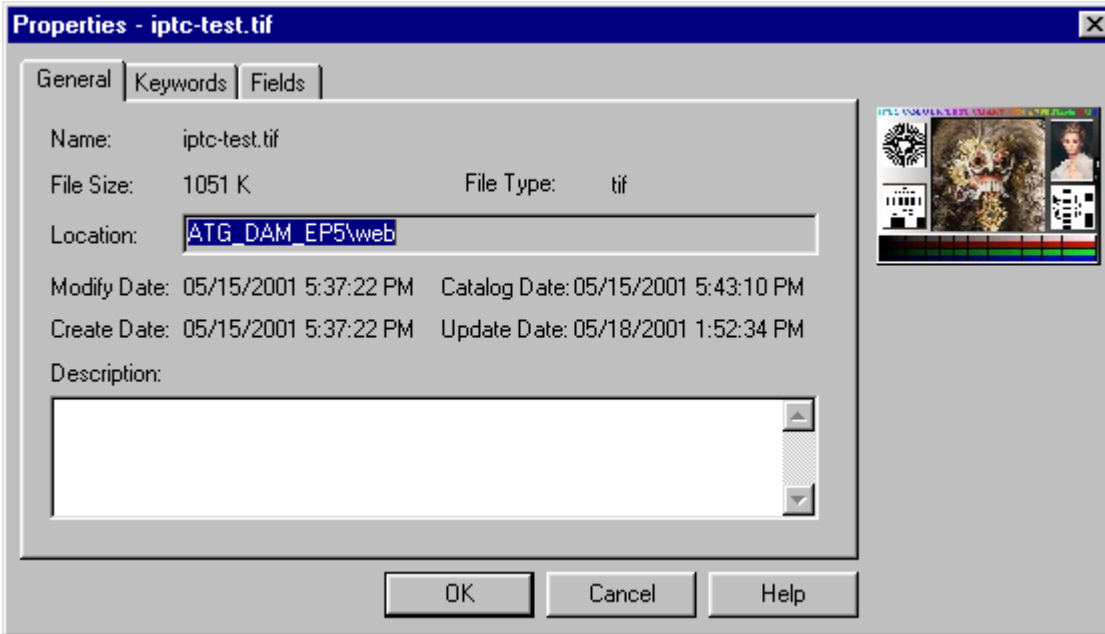 Properties - iptc-test.tif
General Keywords Fields
Name: iptc-test.tif
File Size: 1051 K File Type: tif
Location: ATG_DAM_EP5\web
Modify Date: 05/15/2001 5:37:22 PM Catalog Date: 05/15/2001 5:43:10 PM
Create Date: 05/15/2001 5:37:22 PM Update Date: 05/18/2001 1:52:34 PM
Description:
OK Cancel Help